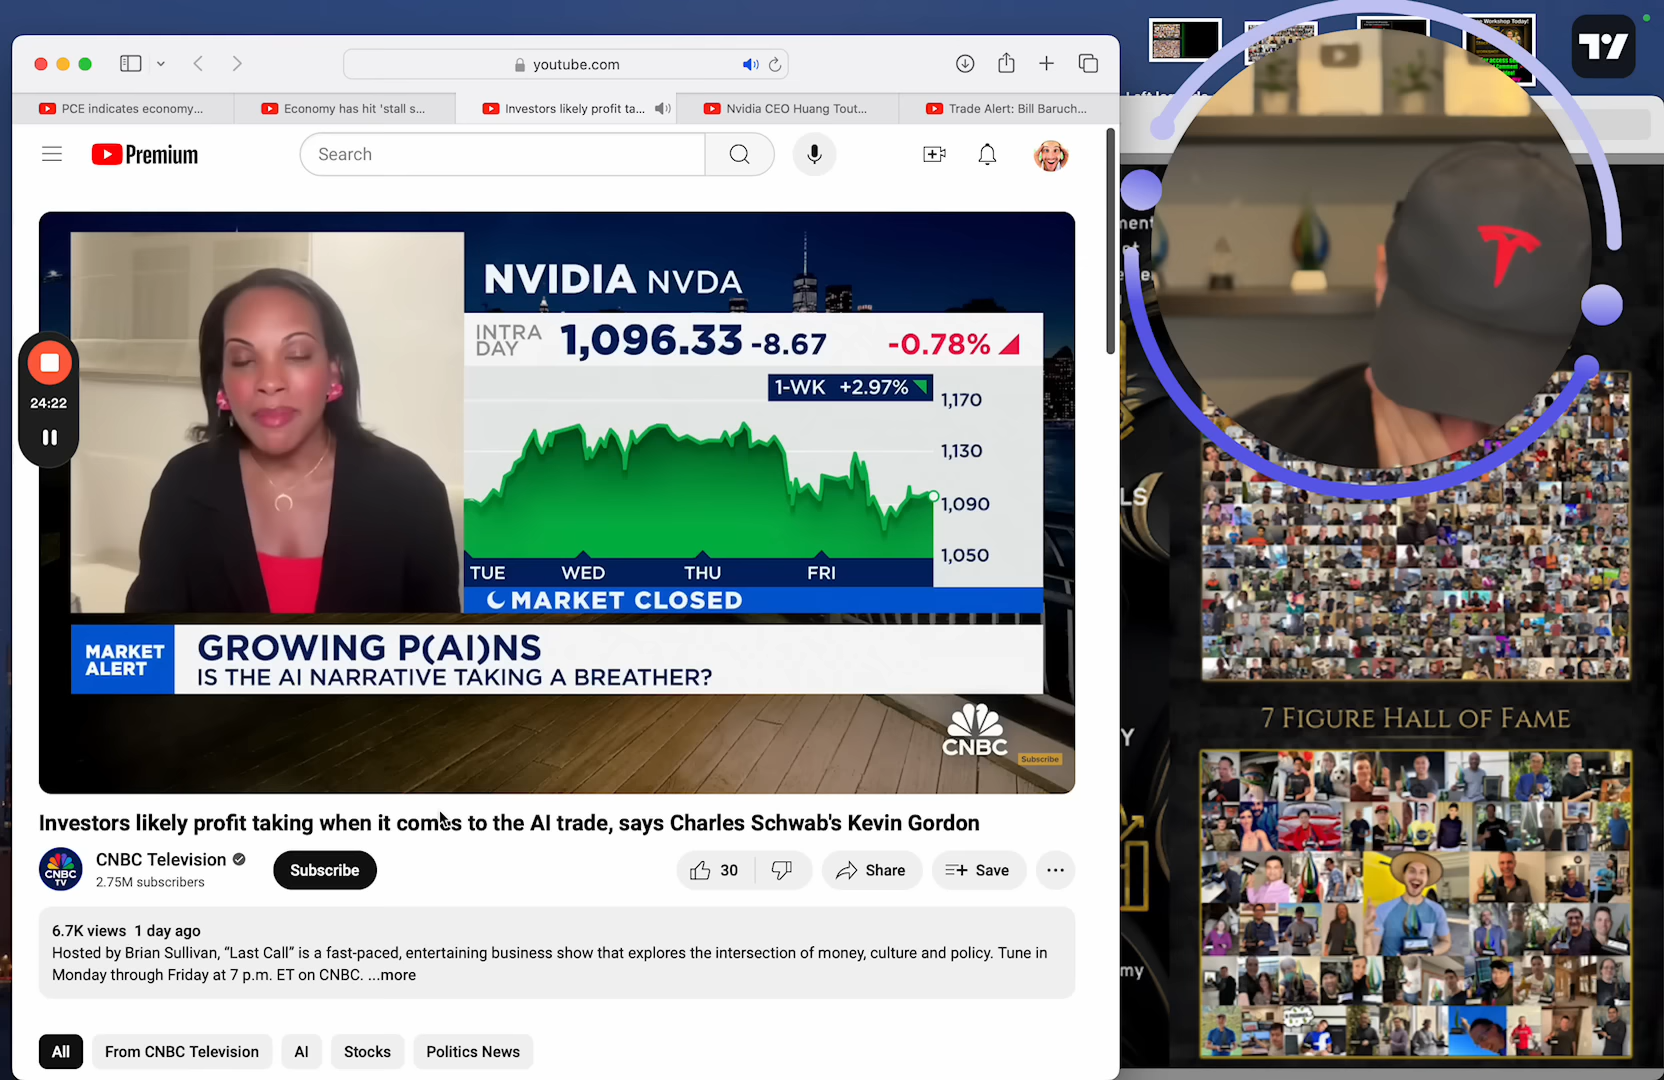 youtube.com
PCE indicates economy...
Economy has hit 'stall s...
Investors likely profit ta...
Nvidia CEO Huang Tout...
Trade Alert: Bill Baruch...
Premium
Search
NVIDIA NVDA
INTRA DAY 1,096.33 -8.67 -0.78%
1-WK +2.97%
1,170
1,130
1,090
1,050
TUE WED THU FRI
MARKET CLOSED
MARKET ALERT
GROWING P(AI)NS
IS THE AI NARRATIVE TAKING A BREATHER?
CNBC
Subscribe
24:22
Investors likely profit taking when it comes to the AI trade, says Charles Schwab's Kevin Gordon
CNBC TV
CNBC Television
2.75M subscribers
Subscribe
30
Share
Save
6.7K views 1 day ago
Hosted by Brian Sullivan, “Last Call” is a fast-paced, entertaining business show that explores the intersection of money, culture and policy. Tune in
Monday through Friday at 7 p.m. ET on CNBC. ...more
All
From CNBC Television
AI
Stocks
Politics News
Workshop Today!
7 FIGURE HALL OF FAME